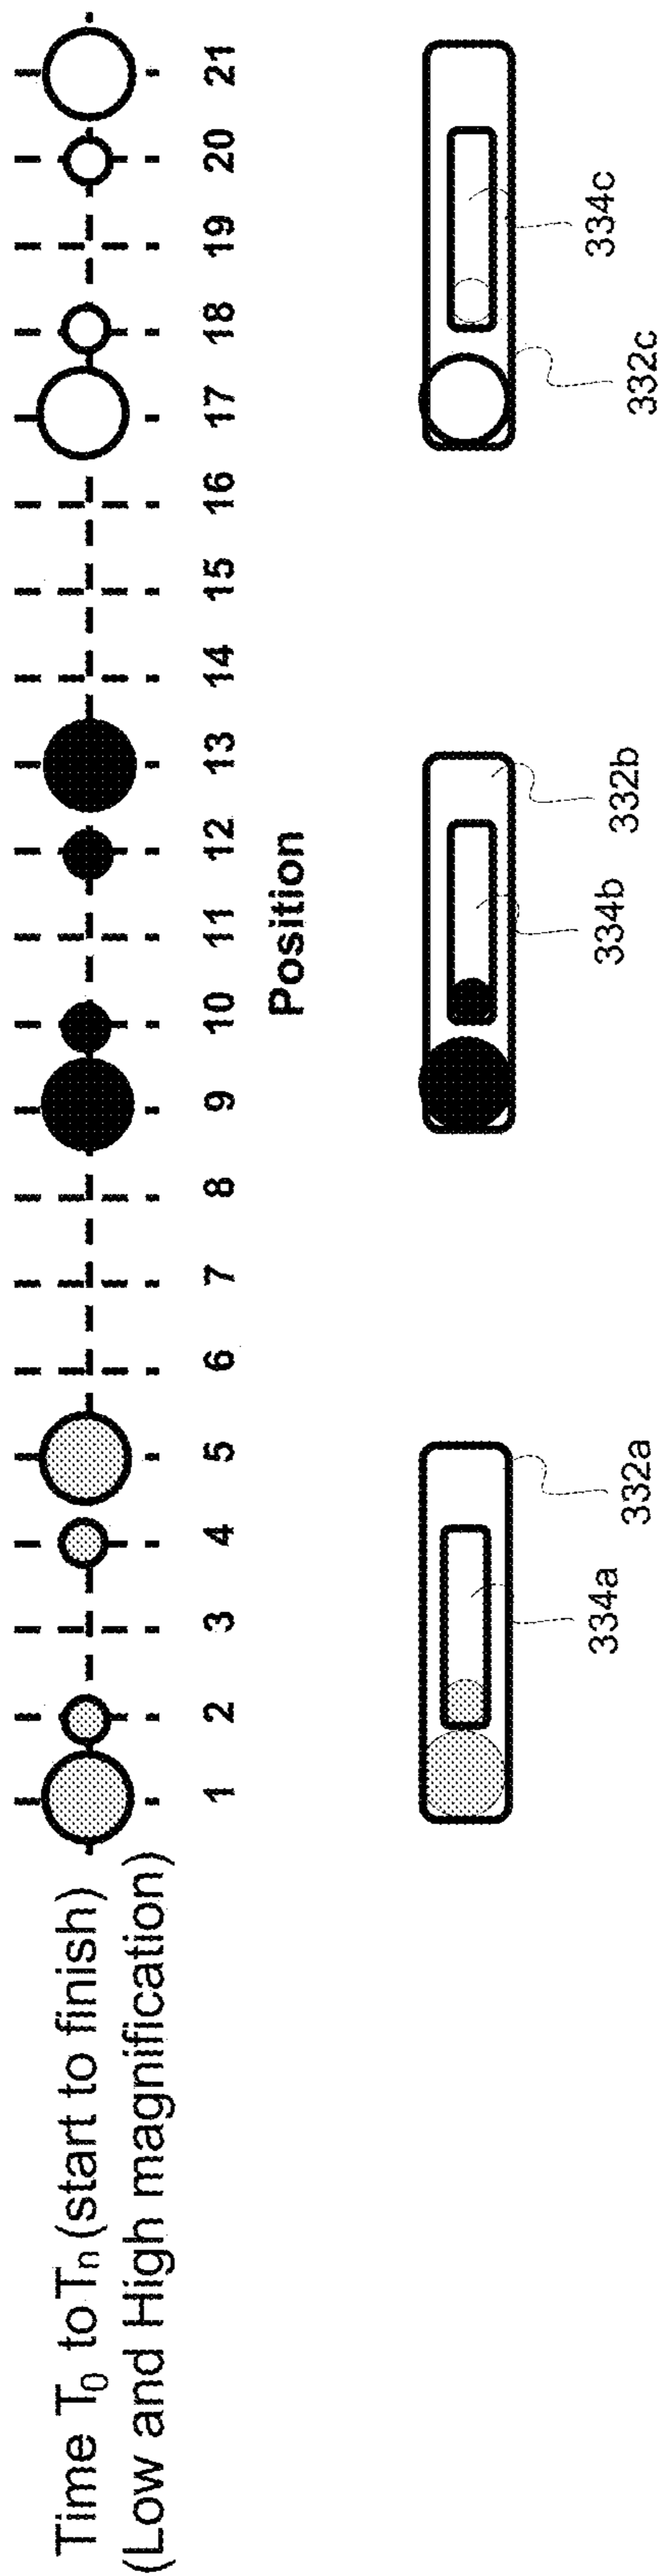 Time T0 to Tn (start to finish)
(Low and High magnification)
1 2 3 4 5 6 7 8 9 10 11 12 13 14 15 16 17 18 19 20 21
Position
334a 332a 334b 332b 332c 334c